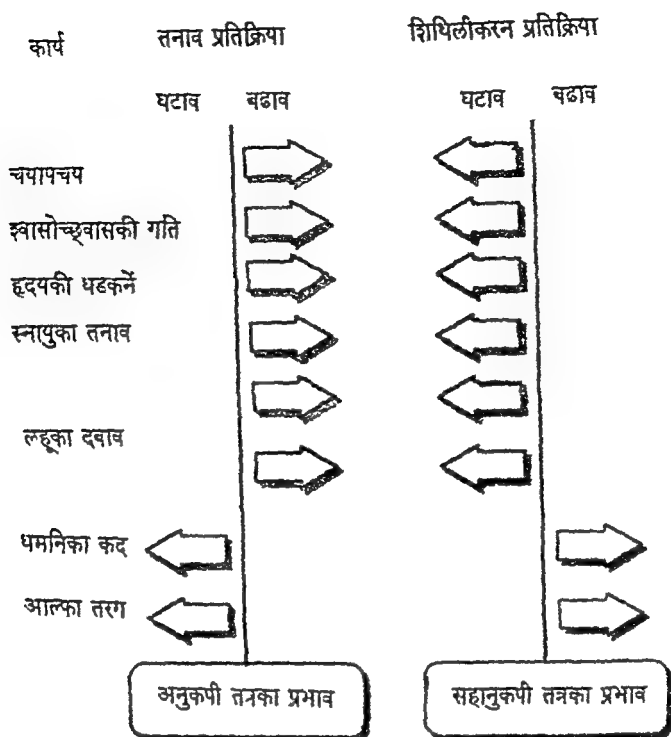 कार्य तनाव प्रतिक्रिया शिथिलीकरन प्रतिक्रिया
घटाव बढाव घटाव बढाव
चयापचय
श्वासोच्छ्वासकी गति
हृदयकी धडकनें
स्नायुका तनाव
लहूका दबाव
धमनिका कद
आल्फा तरग
अनुकपी तत्रका प्रभाव सहानुकपी तत्रका प्रभाव